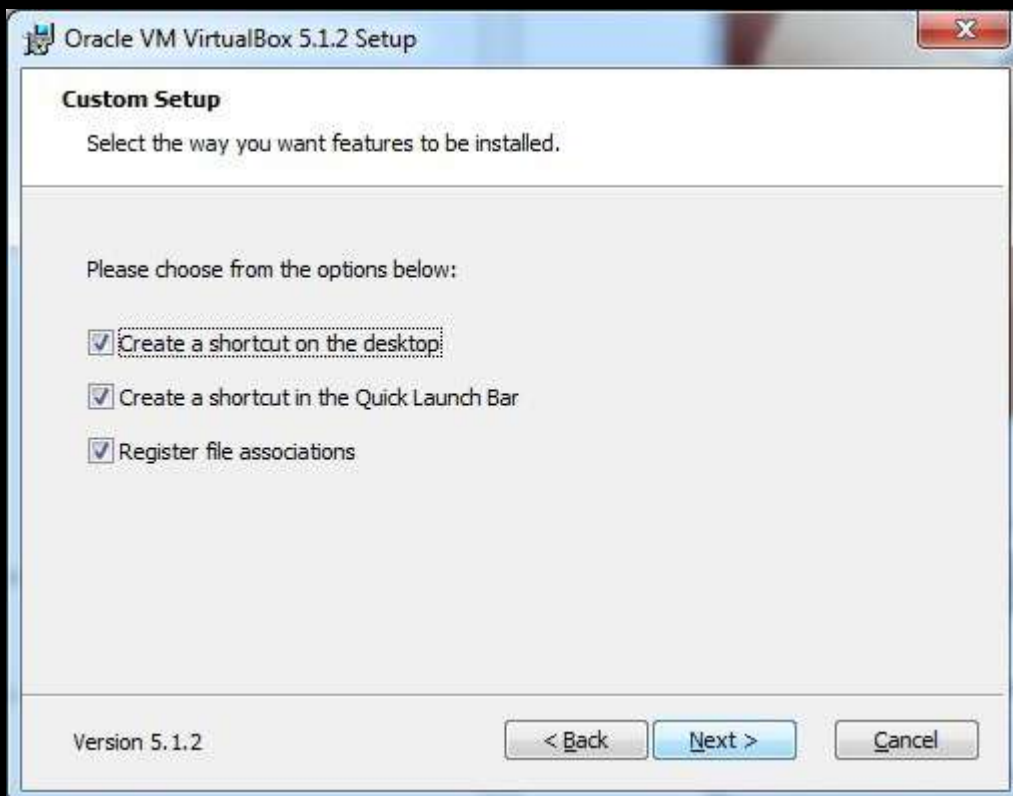 Oracle VM VirtualBox 5.1.2 Setup
Custom Setup
Select the way you want features to be installed.
Please choose from the options below:
Create a shortcut on the desktop
Create a shortcut in the Quick Launch Bar
Register file associations
Version 5.1.2
< Back
Next >
Cancel